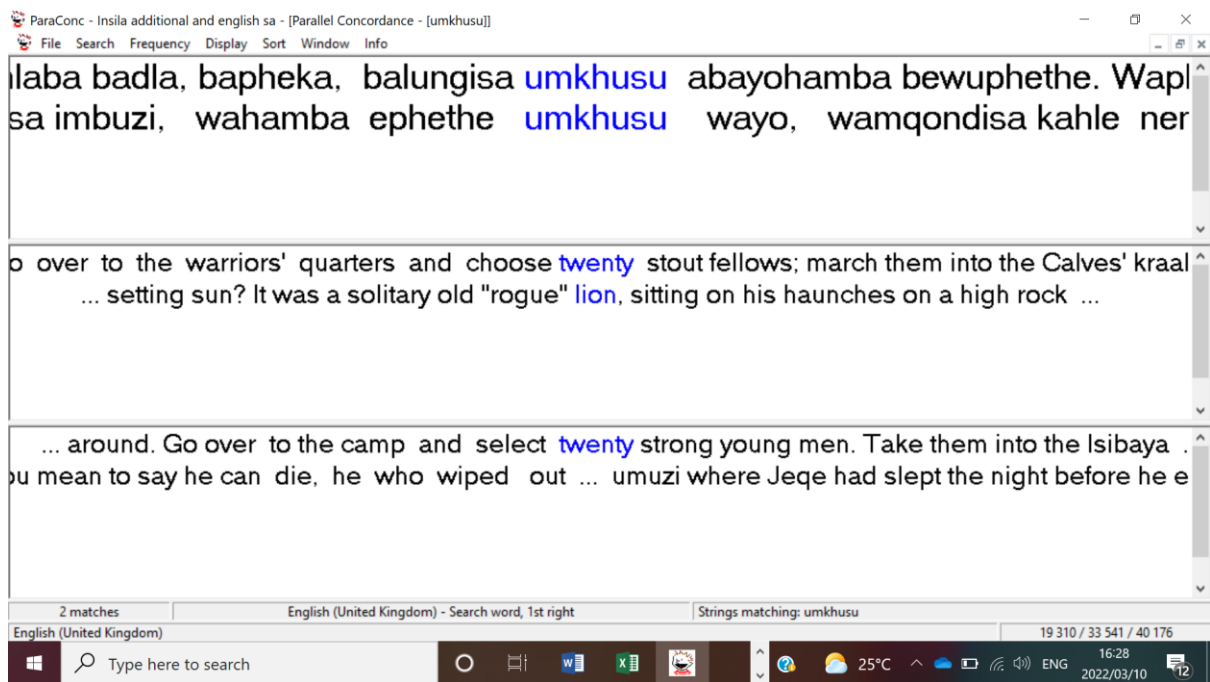 ParaConc - Insila additional and english sa - [Parallel Concordance - [umkhusu]]
File Search Frequency Display Sort Window Info
badla, bapheka, balungisa umkhusu abayohamba bewuphethe.
imbuzi, wahamba ephethe umkhusu wayo, wamqondisa kahle
over to the warriors' quarters and choose twenty stout fellows; march them into the Calves' kraal
... setting sun? It was a solitary old "rogue" lion, sitting on his haunches on a high rock ...
... around. Go over to the camp and select twenty strong young men. Take them into the Isibaya .
mean to say he can die, he who wiped out ... umuzi where Jeqe had slept the night before he e
2 matches English (United Kingdom) - Search word, 1st right Strings matching: umkhusu
English (United Kingdom) 19 310 / 33 541 / 40 176
Type here to search 25°C ENG 16:28
2022/03/10 12